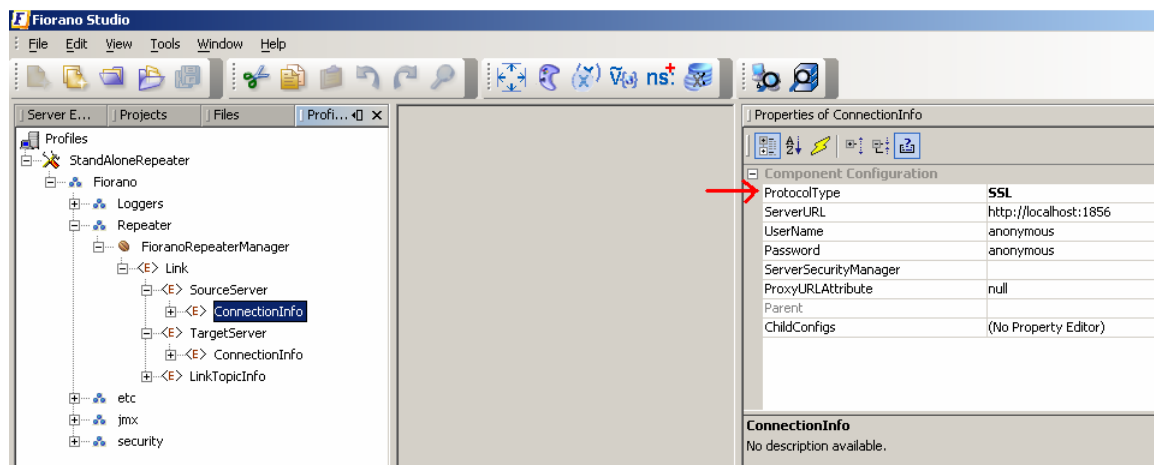 Fiorano Studio
File Edit View Tools Window Help
ns:
Server E... Projects Files Profi...
Profiles
StandAloneRepeater
Fiorano
Loggers
Repeater
FioranoRepeaterManager
<E> Link
<E> SourceServer
<E> ConnectionInfo
<E> TargetServer
<E> ConnectionInfo
<E> LinkTopicInfo
etc
jmx
security
Properties of ConnectionInfo
Component Configuration
ProtocolType SSL
ServerURL http://localhost:1856
UserName anonymous
Password anonymous
ServerSecurityManager
ProxyURLAttribute null
Parent
ChildConfigs (No Property Editor)
ConnectionInfo
No description available.